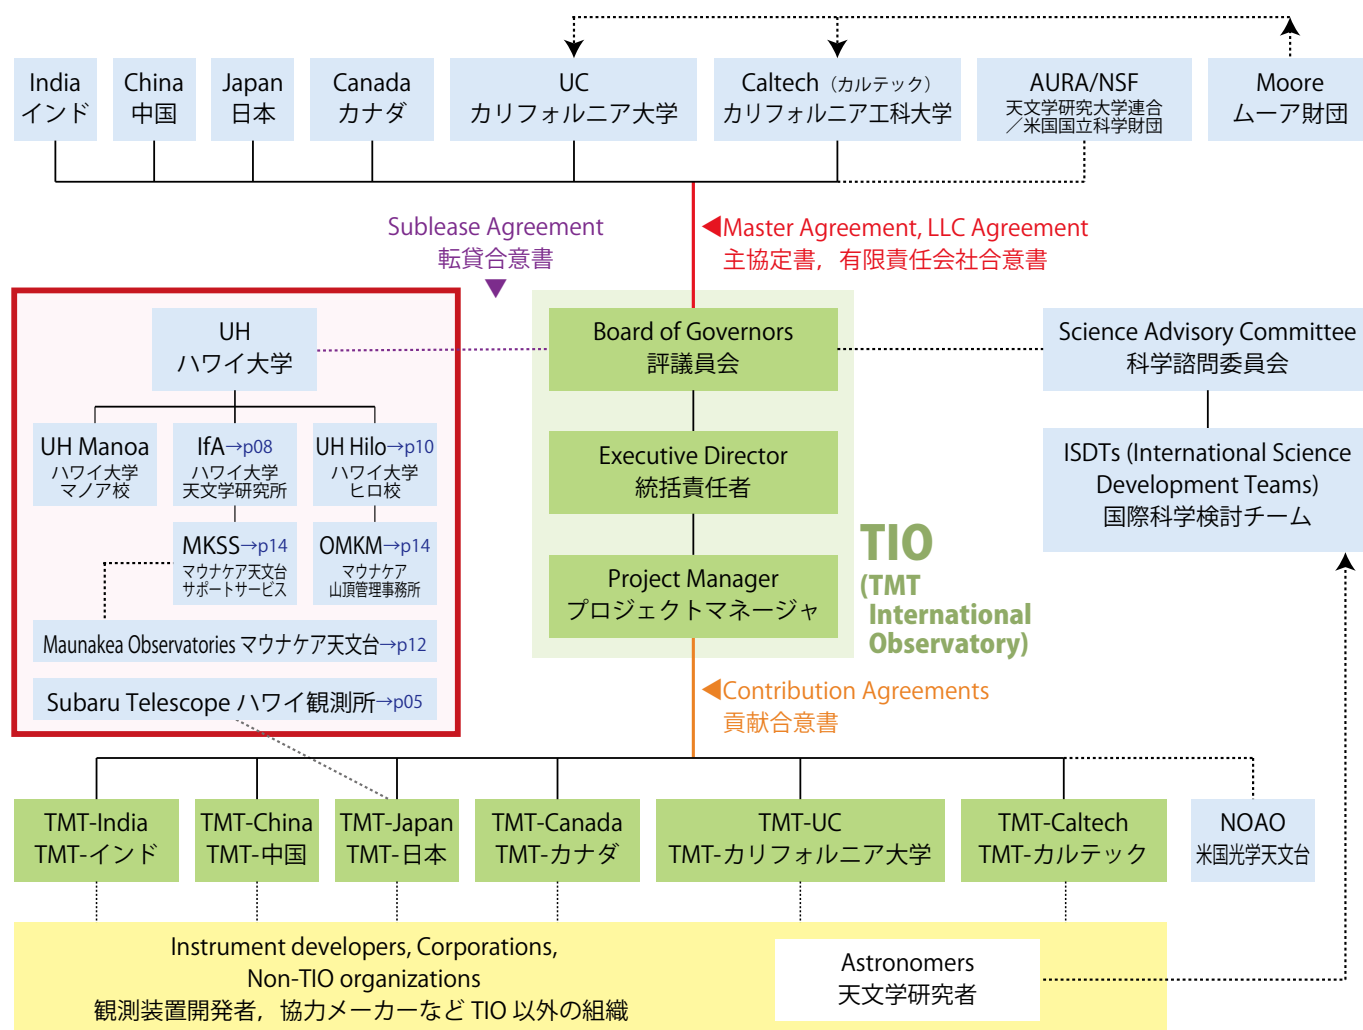 India
インド
China
中国
Japan
日本
Canada
カナダ
UC
カリフォルニア大学
Caltech（カルテック）
カリフォルニア工科大学
AURA/NSF
天文学研究大学連合
／米国国立科学財団
Moore
ムーア財団
Sublease Agreement
転貸合意書
Master Agreement, LLC Agreement
主協定書，有限責任会社合意書
UH
ハワイ大学
UH Manoa
ハワイ大学
マノア校
IfA→p08
ハワイ大学
天文学研究所
UH Hilo→p10
ハワイ大学
ヒロ校
MKSS→p14
マウナケア天文台
サポートサービス
OMKM→p14
マウナケア
山頂管理事務所
Maunakea Observatories マウナケア天文台→p12
Subaru Telescope ハワイ観測所→p05
Board of Governors
評議員会
Executive Director
統括責任者
Project Manager
プロジェクトマネージャ
TIO
(TMT
International
Observatory)
Science Advisory Committee
科学諮問委員会
ISDTs (International Science
Development Teams)
国際科学検討チーム
Contribution Agreements
貢献合意書
TMT-India
TMT-インド
TMT-China
TMT-中国
TMT-Japan
TMT-日本
TMT-Canada
TMT-カナダ
TMT-UC
TMT-カリフォルニア大学
TMT-Caltech
TMT-カルテック
NOAO
米国光学天文台
Instrument developers, Corporations,
Non-TIO organizations
観測装置開発者，協力メーカーなど TIO 以外の組織
Astronomers
天文学研究者